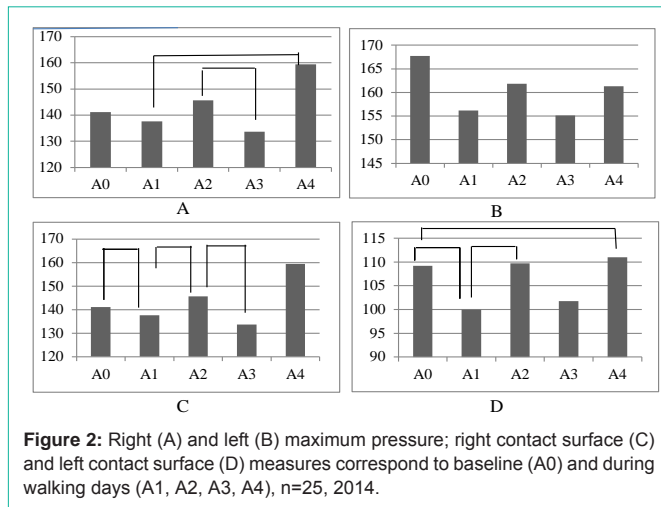 170
160
150
140
130
120
A0 A1 A2 A3 A4
A
170
165
160
155
150
145
A0 A1 A2 A3 A4
B
170
160
150
140
130
120
A0 A1 A2 A3 A4
C
115
110
105
100
95
90
A0 A1 A2 A3 A4
D
Figure 2: Right (A) and left (B) maximum pressure; right contact surface (C)
and left contact surface (D) measures correspond to baseline (A0) and during
walking days (A1, A2, A3, A4), n=25, 2014.